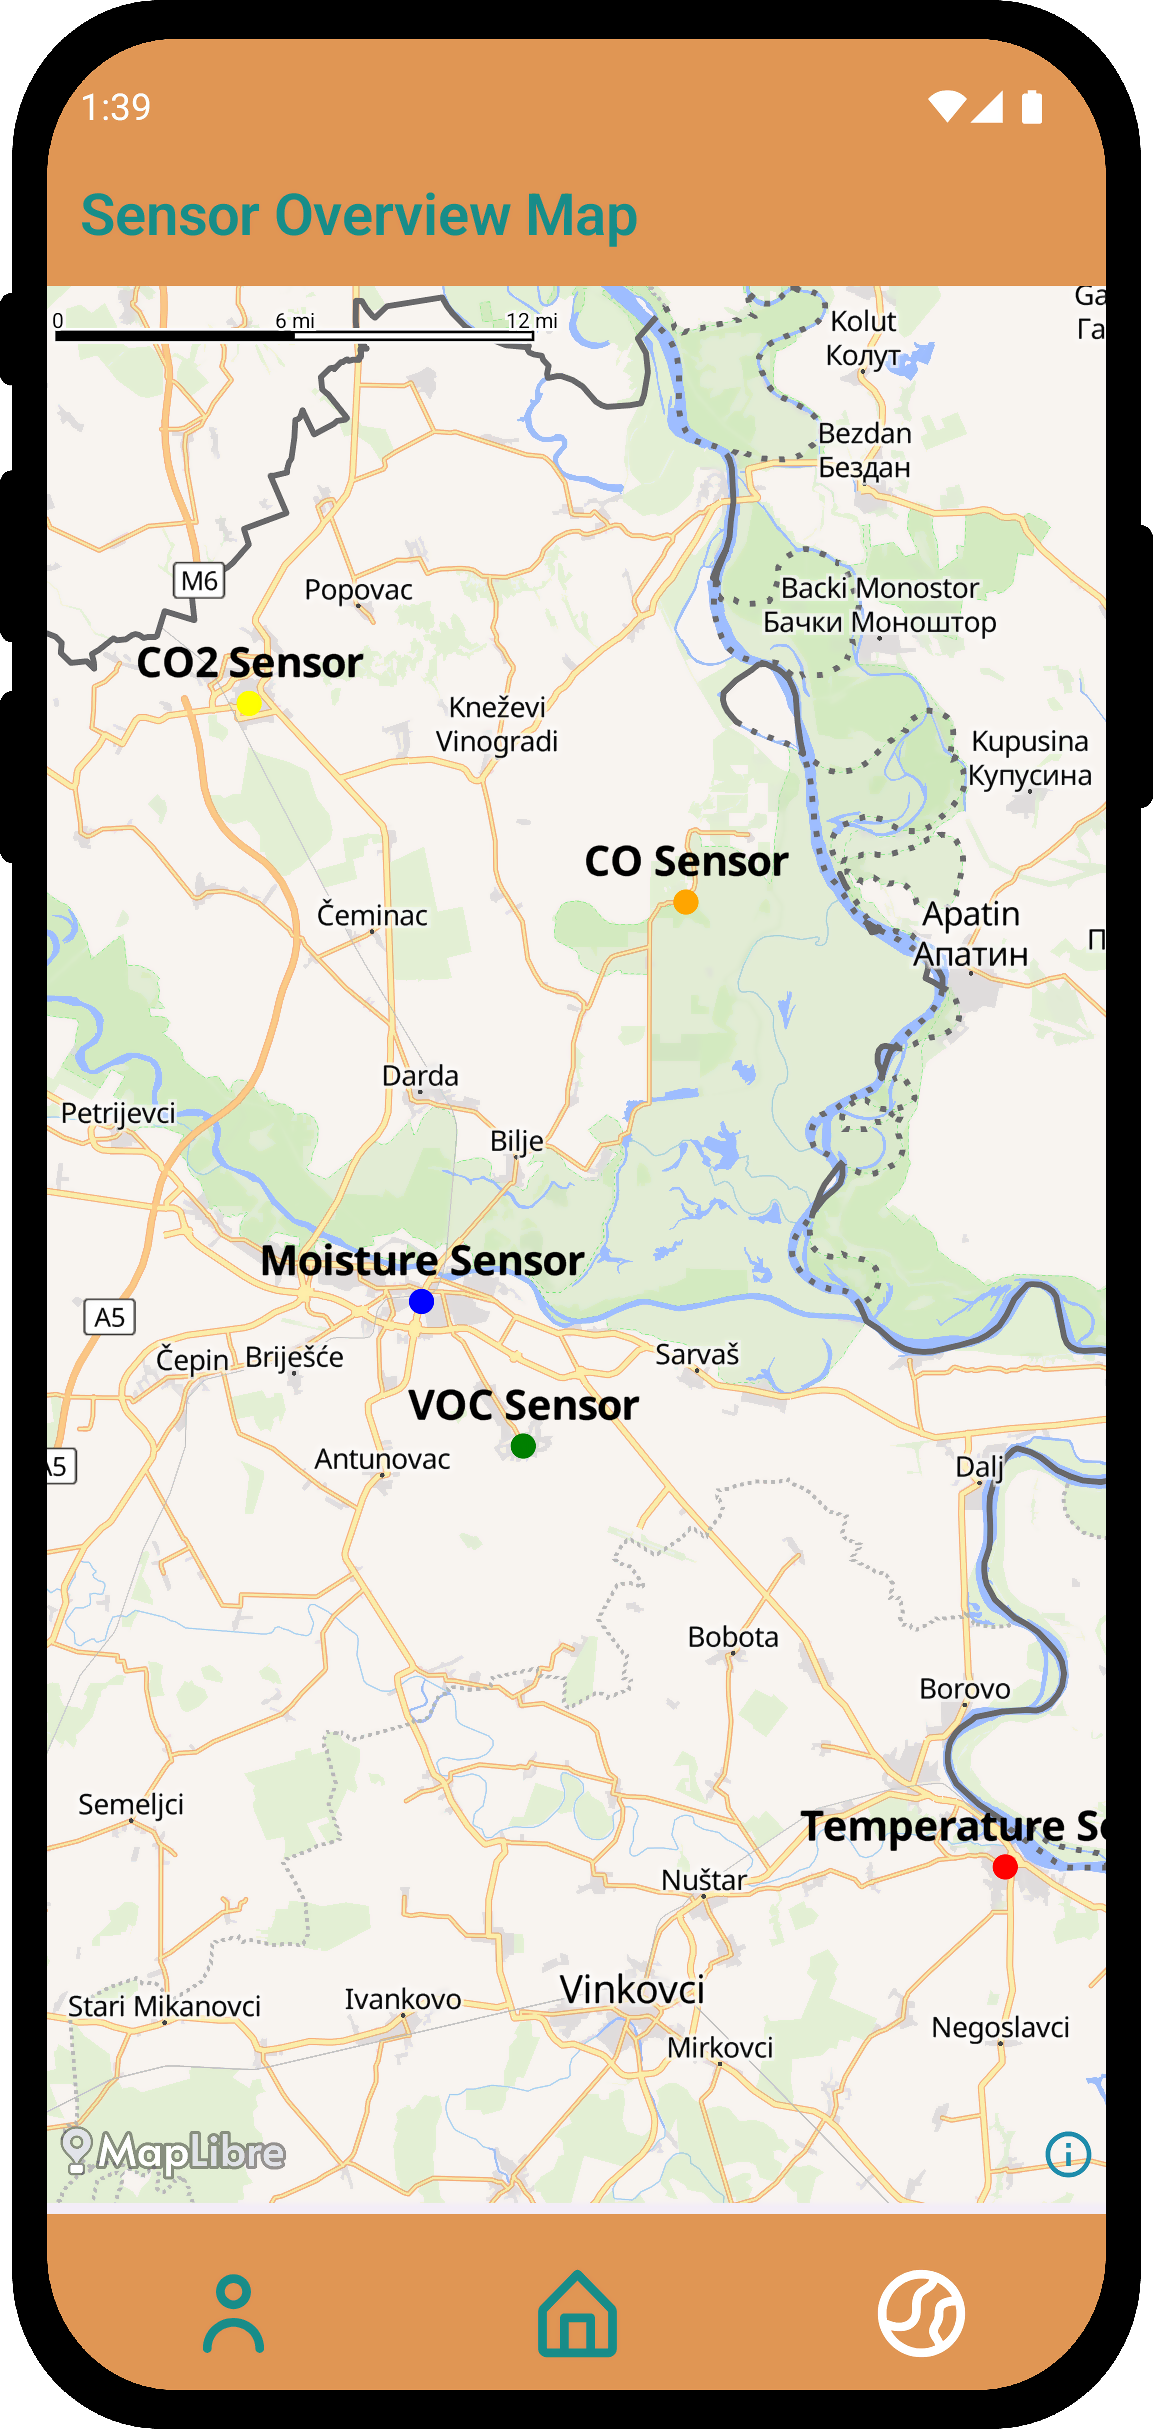 1:39
Sensor Overview Map
0 6 mi 12 mi
Kolut
Колут
Ga
Га
Bezdan
Бездан
M6
Popovac
Backi Monostor
Бачки Моноштор
CO2 Sensor
Kneževi
Vinogradi
Kupusina
Купусина
CO Sensor
Čeminac
Apatin
Апатин
П
Darda
Petrijevci
Bilje
Moisture Sensor
A5
Čepin
Briješće
Sarvaš
VOC Sensor
Antunovac
A5
Dalj
Bobota
Borovo
Semeljci
Temperature Se
Nuštar
Vinkovci
Stari Mikanovci
Ivankovo
Negoslavci
Mirkovci
MapLibre